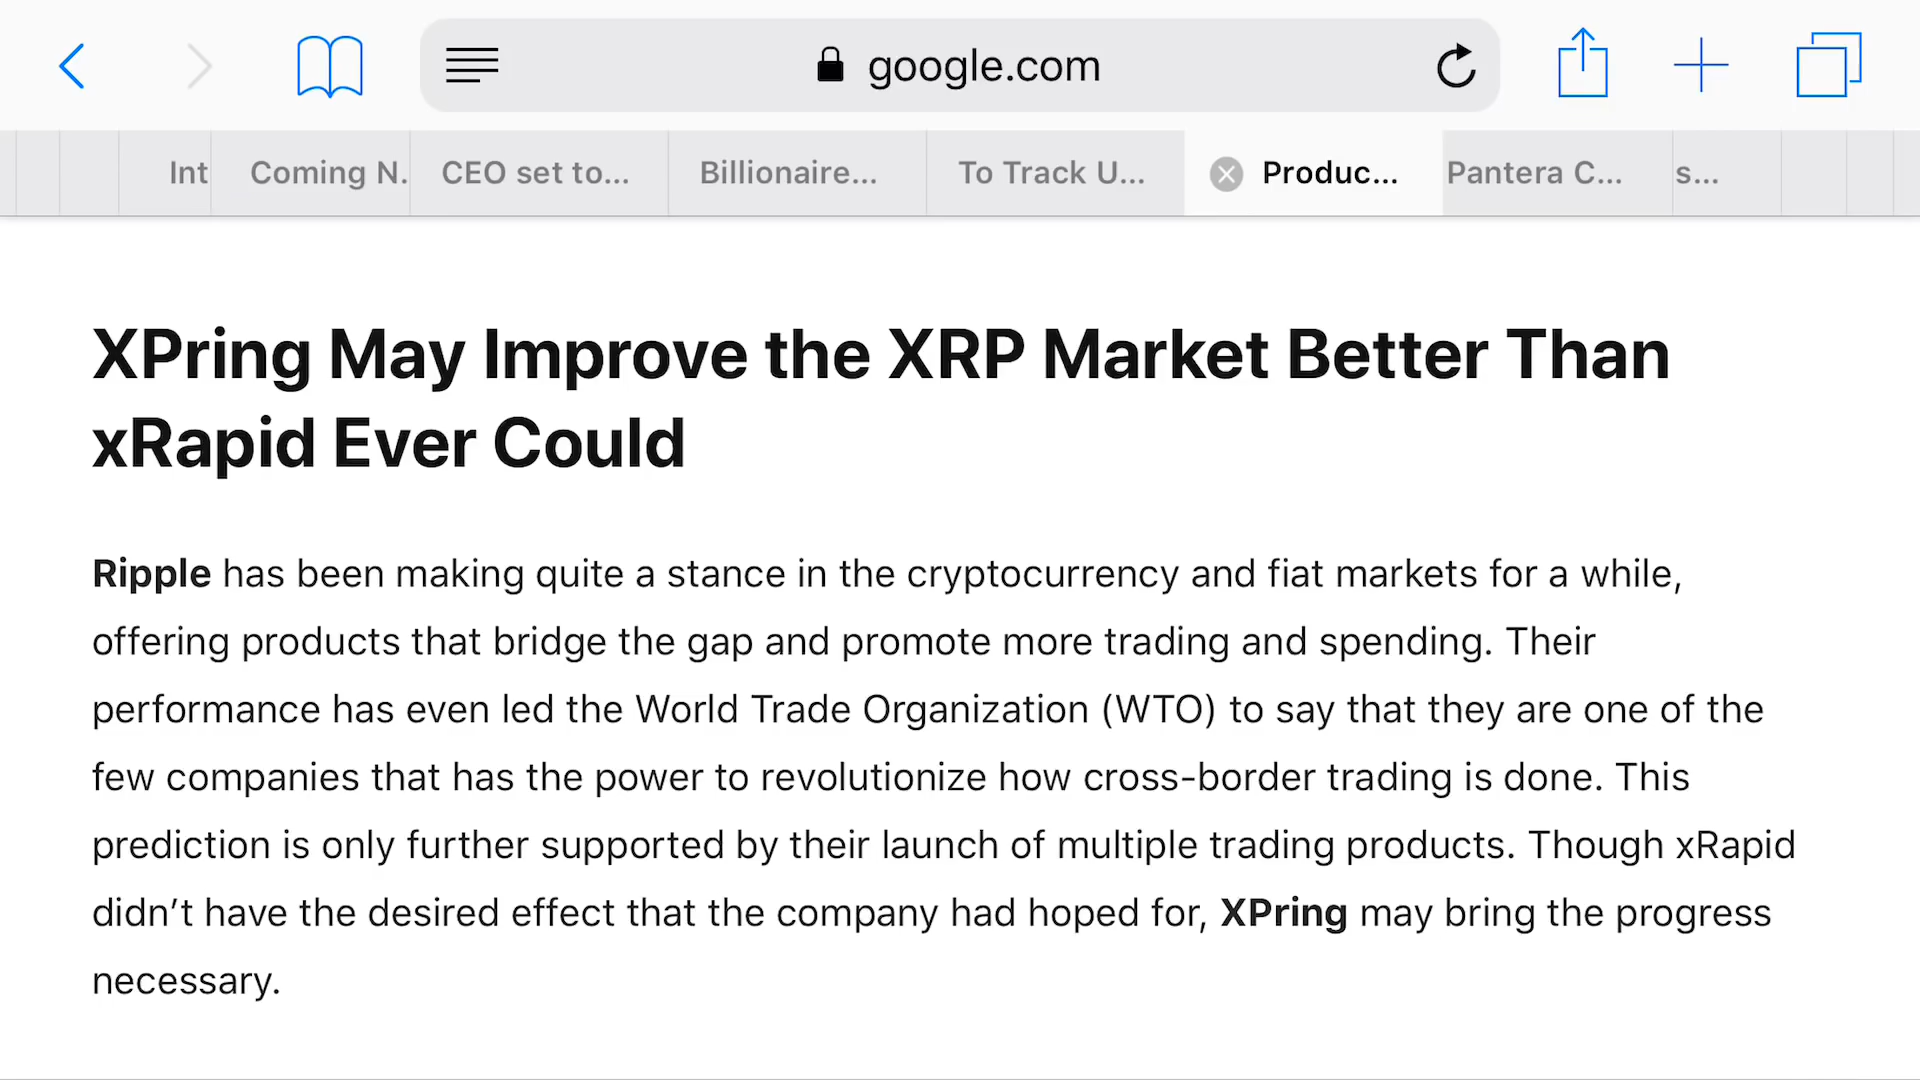 google.com
Int
Coming N.
CEO set to...
Billionaire...
To Track U...
Produc...
Pantera C...
s...
XPring May Improve the XRP Market Better Than
xRapid Ever Could
Ripple has been making quite a stance in the cryptocurrency and fiat markets for a while,
offering products that bridge the gap and promote more trading and spending. Their
performance has even led the World Trade Organization (WTO) to say that they are one of the
few companies that has the power to revolutionize how cross-border trading is done. This
prediction is only further supported by their launch of multiple trading products. Though xRapid
didn’t have the desired effect that the company had hoped for, XPring may bring the progress
necessary.